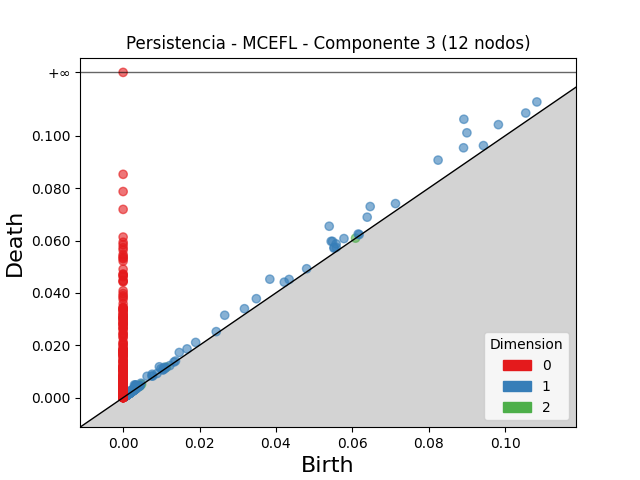 Persistencia - MCEFL - Componente 3 (12 nodos)
+∞
0.100
0.080
0.060
0.040
0.020
0.000
Death
0.00 0.02 0.04 0.06 0.08 0.10
Birth
Dimension
0
1
2